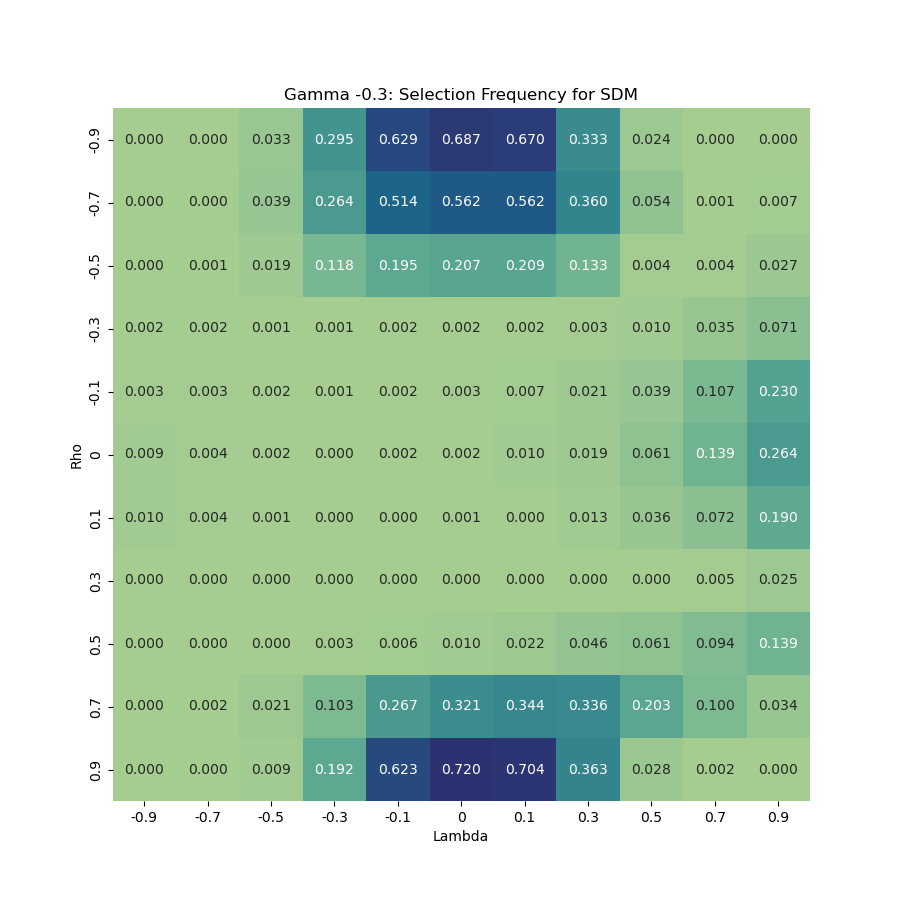 Gamma -0.3: Selection Frequency for SDM
-0.9 0.000 0.000 0.033 0.295 0.629 0.687 0.670 0.333 0.024 0.000 0.000
-0.7 0.000 0.000 0.039 0.264 0.514 0.562 0.562 0.360 0.054 0.001 0.007
-0.5 0.000 0.001 0.019 0.118 0.195 0.207 0.209 0.133 0.004 0.004 0.027
-0.3 0.002 0.002 0.001 0.001 0.002 0.002 0.002 0.003 0.010 0.035 0.071
-0.1 0.003 0.003 0.002 0.001 0.002 0.003 0.007 0.021 0.039 0.107 0.230
Rho
0 0.009 0.004 0.002 0.000 0.002 0.002 0.010 0.019 0.061 0.139 0.264
0.1 0.010 0.004 0.001 0.000 0.000 0.001 0.000 0.013 0.036 0.072 0.190
0.3 0.000 0.000 0.000 0.000 0.000 0.000 0.000 0.000 0.000 0.005 0.025
0.5 0.000 0.000 0.000 0.003 0.006 0.010 0.022 0.046 0.061 0.094 0.139
0.7 0.000 0.002 0.021 0.103 0.267 0.321 0.344 0.336 0.203 0.100 0.034
0.9 0.000 0.000 0.009 0.192 0.623 0.720 0.704 0.363 0.028 0.002 0.000
-0.9 -0.7 -0.5 -0.3 -0.1 0 0.1 0.3 0.5 0.7 0.9
Lambda